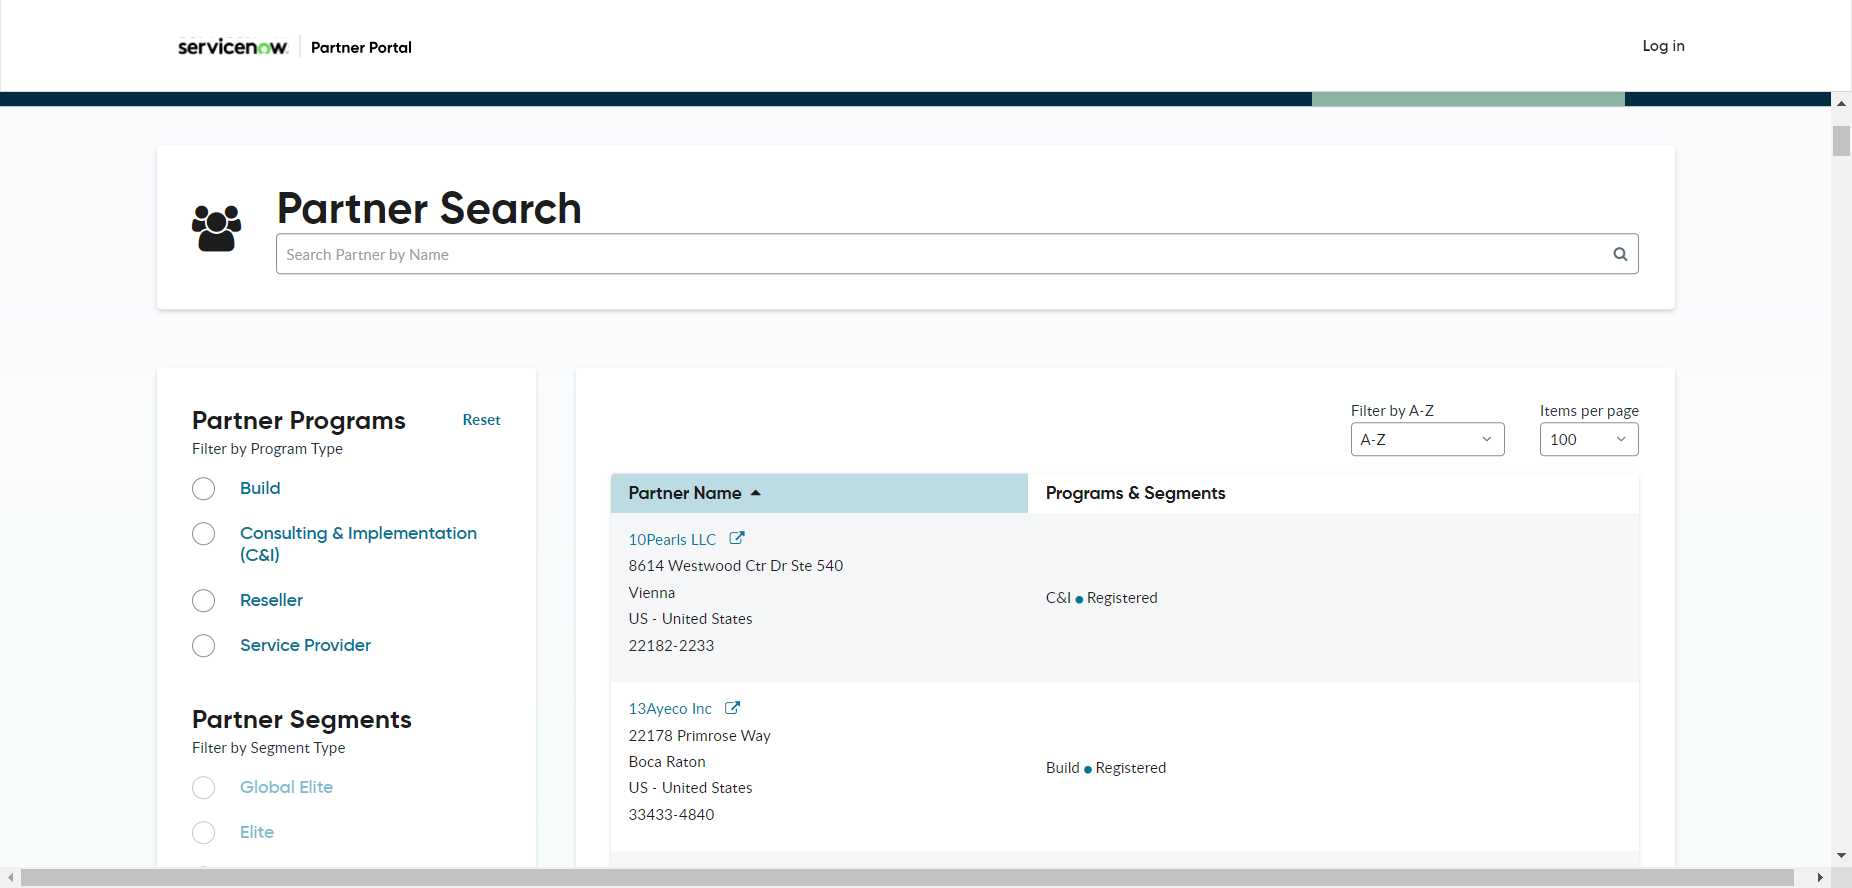 servicenow. Partner Portal
Log in
Partner Search
Search Partner by Name
Partner Programs
Reset
Filter by Program Type
Build
Consulting & Implementation
(C&I)
Reseller
Service Provider
Partner Segments
Filter by Segment Type
Global Elite
Elite
Filter by A-Z
A-Z
Items per page
100
Partner Name
Programs & Segments
10Pearls LLC
8614 Westwood Ctr Dr Ste 540
Vienna
US - United States
22182-2233
C&I ● Registered
13Ayeco Inc
22178 Primrose Way
Boca Raton
US - United States
33433-4840
Build ● Registered